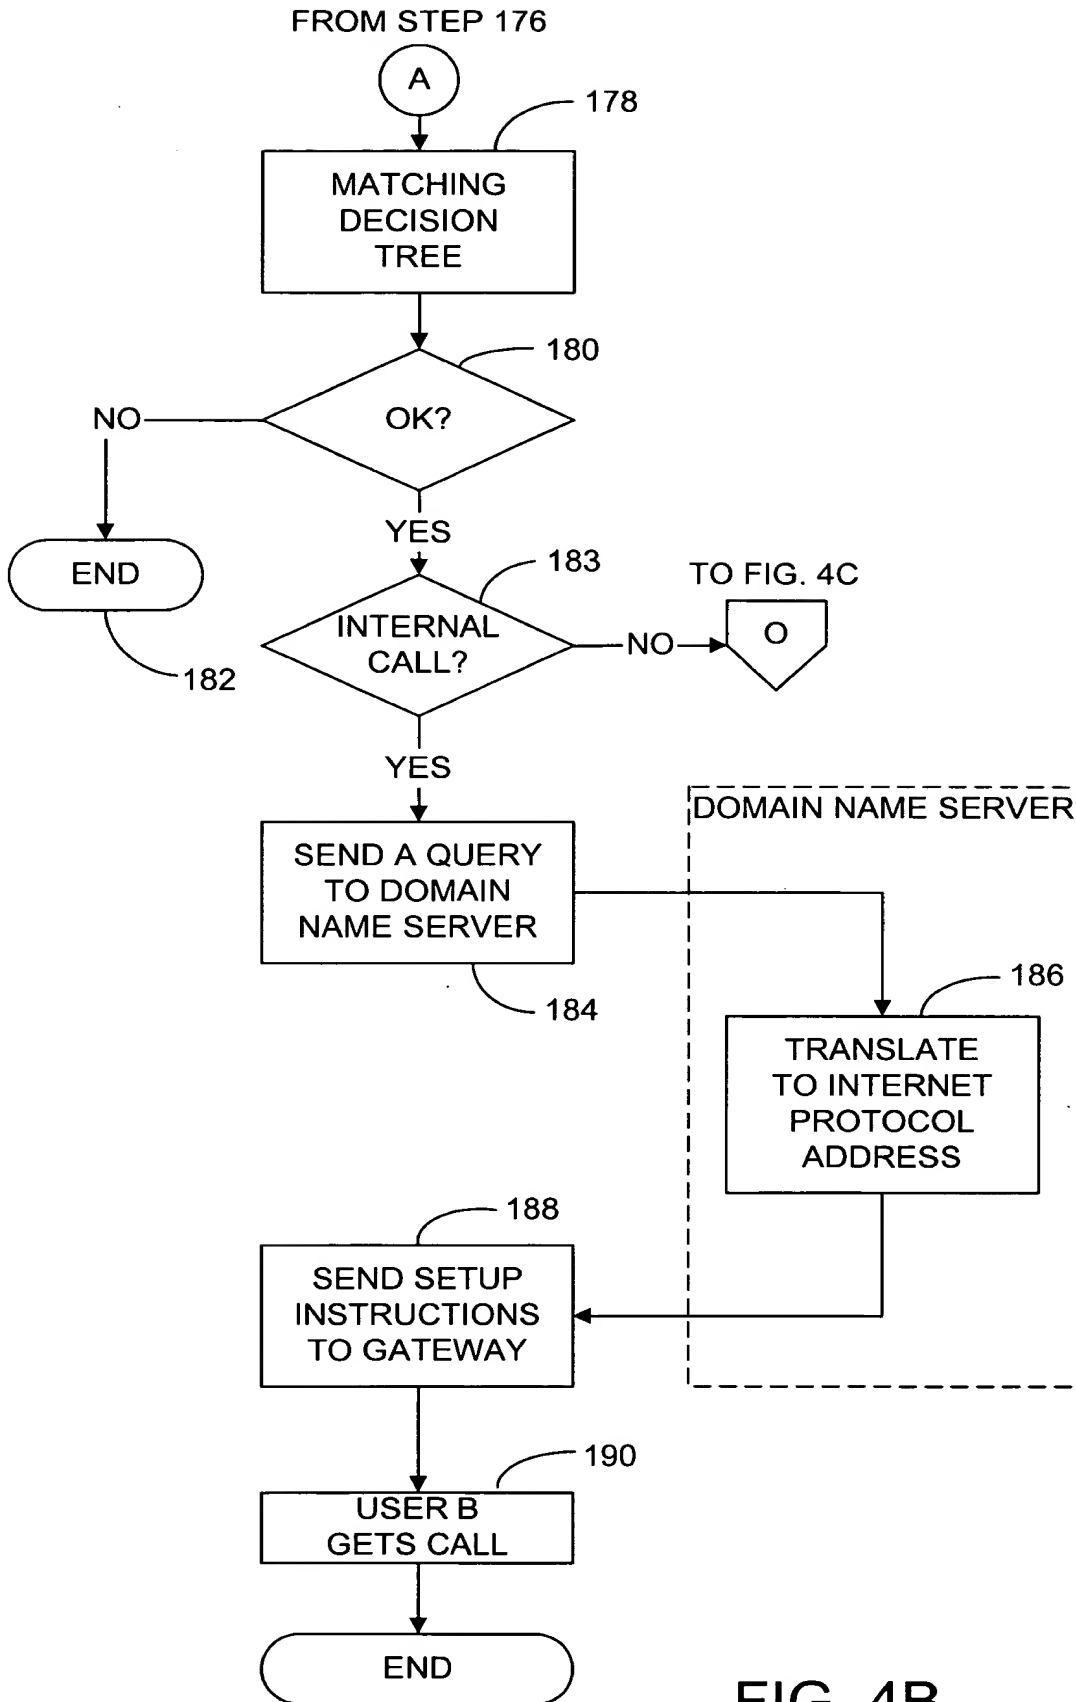 FROM STEP 176
A
178
MATCHING
DECISION
TREE
180
OK?
NO
YES
END
182
183
INTERNAL
CALL?
NO
TO FIG. 4C
O
YES
DOMAIN NAME SERVER
SEND A QUERY
TO DOMAIN
NAME SERVER
184
186
TRANSLATE
TO INTERNET
PROTOCOL
ADDRESS
188
SEND SETUP
INSTRUCTIONS
TO GATEWAY
190
USER B
GETS CALL
END
FIG. 4B